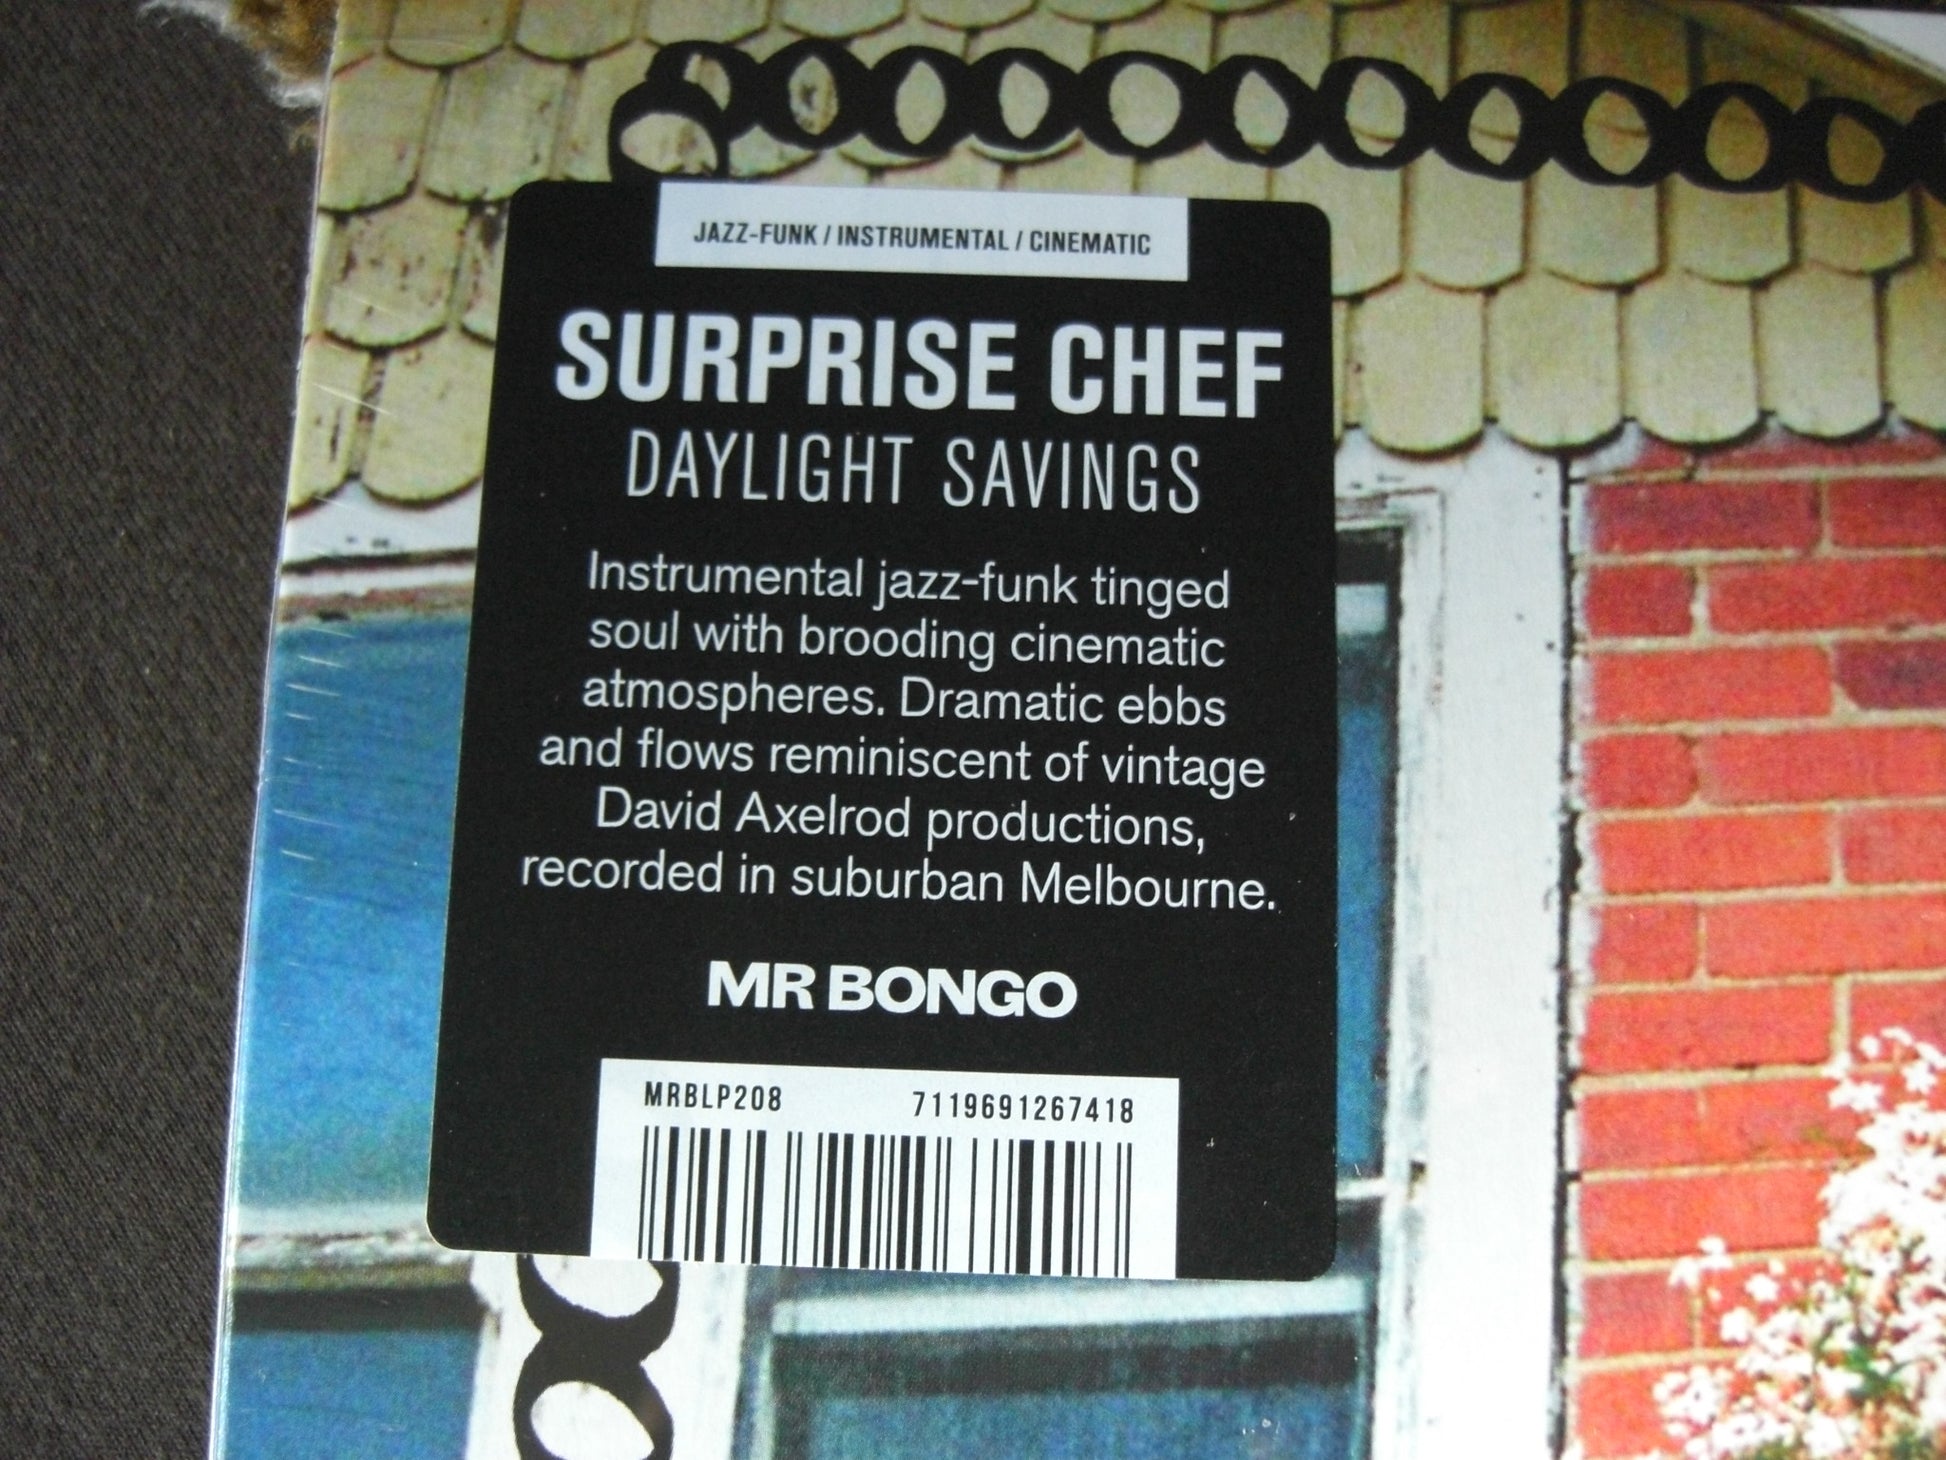 JAZZ-FUNK / INSTRUMENTAL / CINEMATIC
SURPRISE CHEF
DAYLIGHT SAVINGS
Instrumental jazz-funk tinged
soul with brooding cinematic
atmospheres. Dramatic ebbs
and flows reminiscent of vintage
David Axelrod productions,
recorded in suburban Melbourne.
MR BONGO
MRBLP208 7119691267418